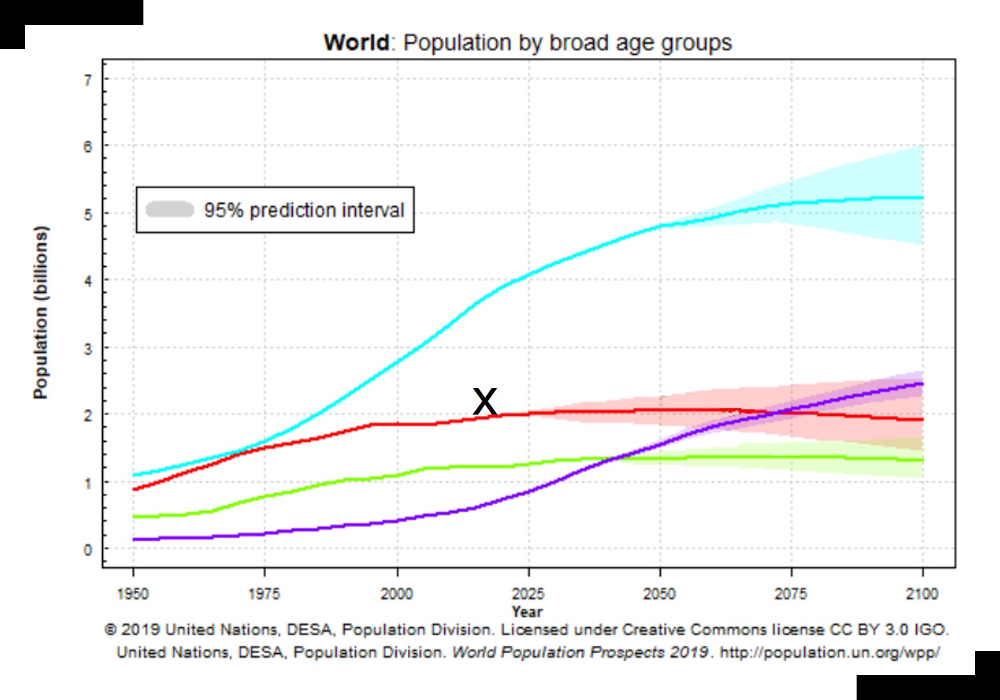 World: Population by broad age groups
7
6
5
4
3
2
1
0
Population (billions)
95% prediction interval
X
1950 1975 2000 2025 2050 2075 2100
Year
© 2019 United Nations, DESA, Population Division. Licensed under Creative Commons license CC BY 3.0 IGO.
United Nations, DESA, Population Division. World Population Prospects 2019. http://population.un.org/wpp/